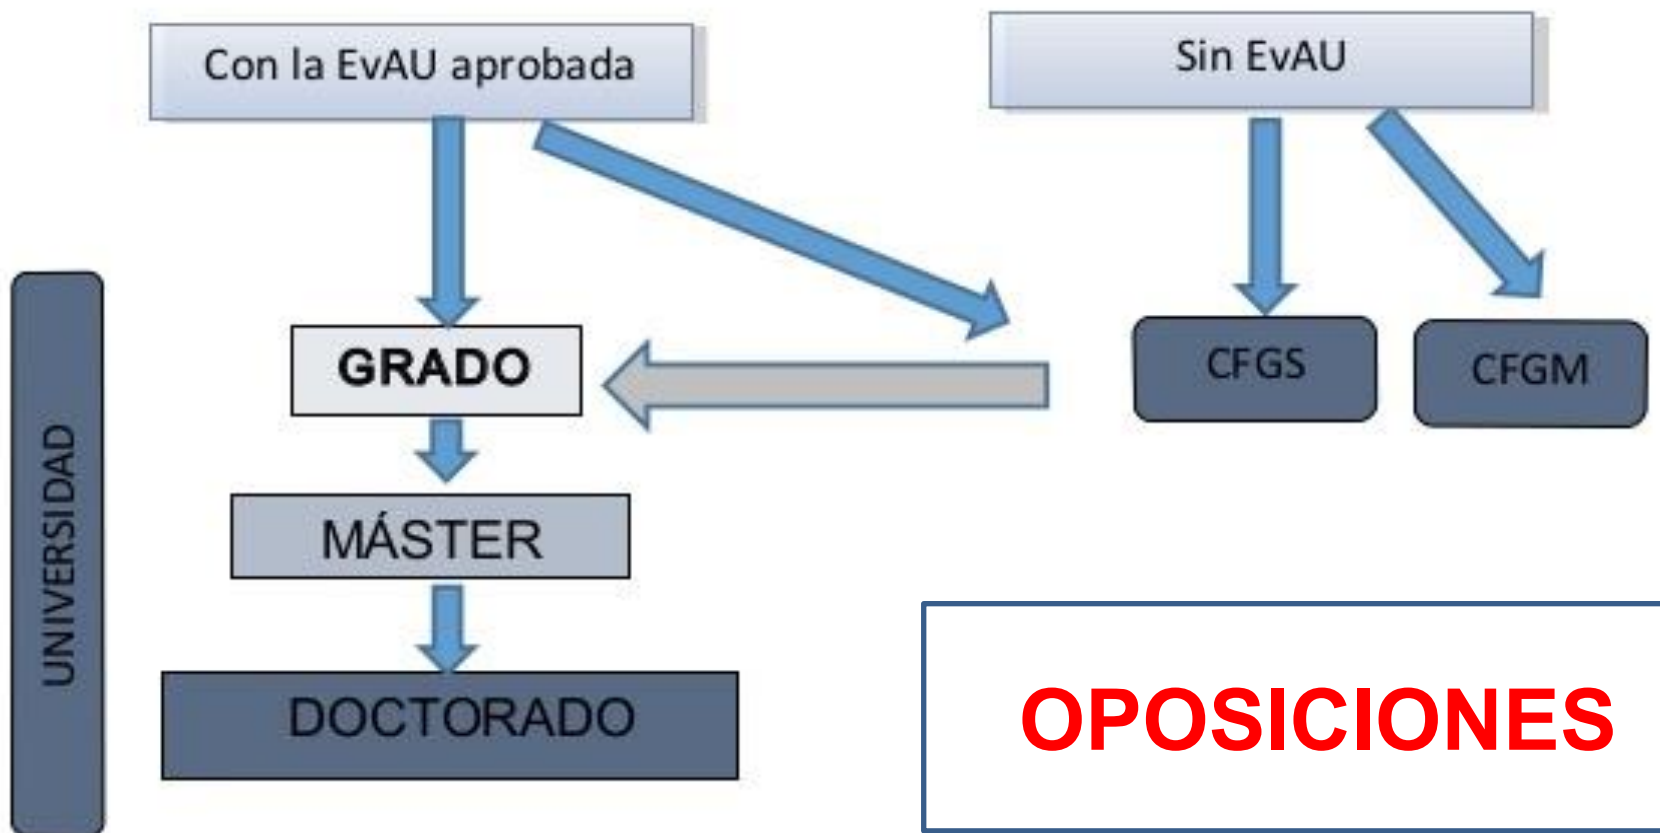 Con la EvAU aprobada
Sin EvAU
GRADO
CFGS
CFGM
MÁSTER
UNIVERSIDAD
DOCTORADO
OPOSICIONES